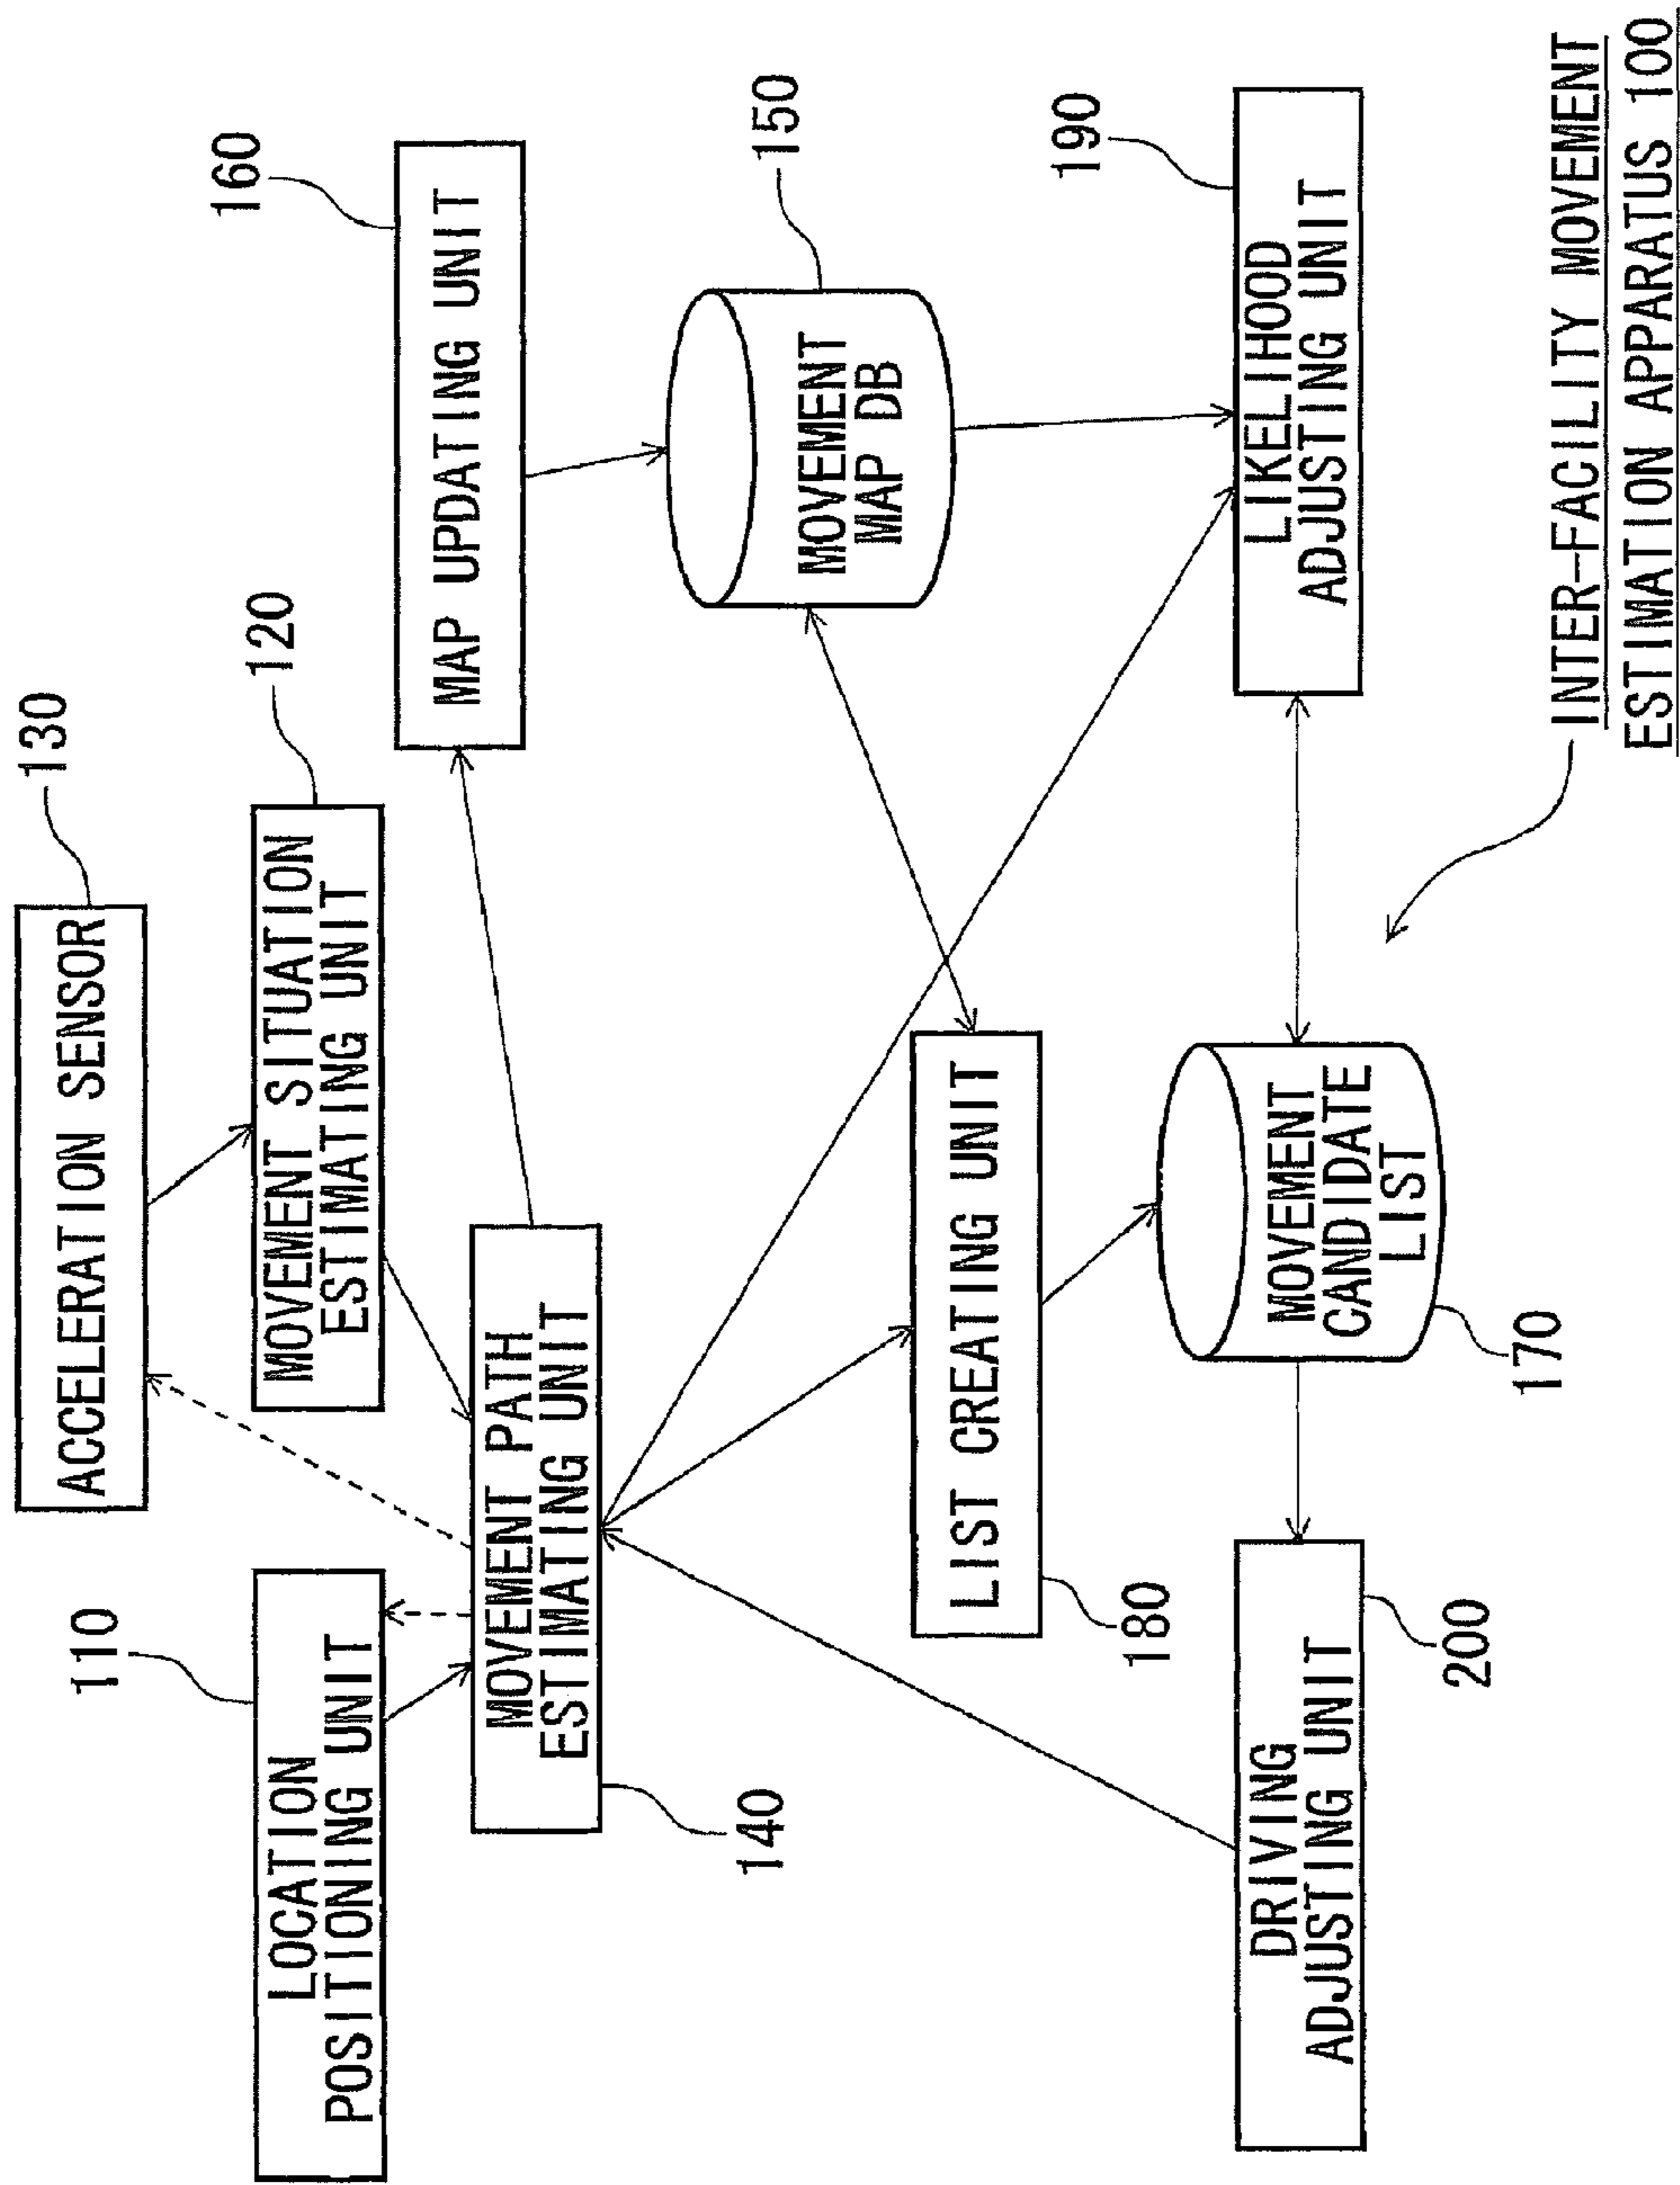 130
ACCELERATION SENSOR
110
LOCATION
POSITIONING UNIT
120
MOVEMENT SITUATION
ESTIMATING UNIT
160
MAP UPDATING UNIT
140
MOVEMENT PATH
ESTIMATING UNIT
150
MOVEMENT
MAP DB
180
LIST CREATING UNIT
190
LIKELIHOOD
ADJUSTING UNIT
170
MOVEMENT
CANDIDATE
LIST
200
DRIVING
ADJUSTING UNIT
INTER-FACILITY MOVEMENT
ESTIMATION APPARATUS 100